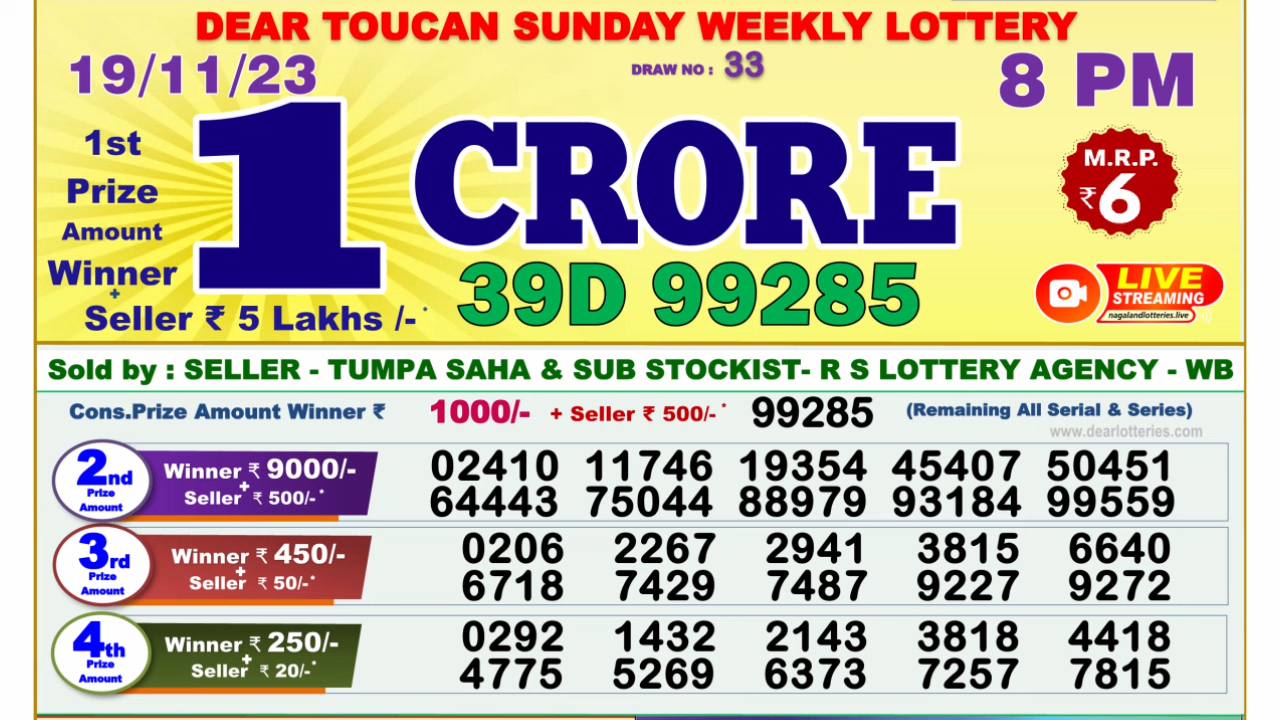 DEAR TOUCAN SUNDAY WEEKLY LOTTERY
19/11/23
DRAW NO : 33
8 PM
1st
Prize
Amount
Winner
+
Seller ₹ 5 Lakhs /-*
1 CRORE
39D 99285
M.R.P.
₹6
LIVE
STREAMING
nagalandlotteries.live
Sold by : SELLER - TUMPA SAHA & SUB STOCKIST- R S LOTTERY AGENCY - WB
Cons.Prize Amount Winner ₹ 1000/- + Seller ₹ 500/-* 99285 (Remaining All Serial & Series)
www.dearlotteries.com
2nd
Prize
Amount
Winner ₹ 9000/-
+
Seller ₹ 500/-*
02410 11746 19354 45407 50451
64443 75044 88979 93184 99559
3rd
Prize
Amount
Winner ₹ 450/-
+
Seller ₹ 50/-*
0206 2267 2941 3815 6640
6718 7429 7487 9227 9272
4th
Prize
Amount
Winner ₹ 250/-
+
Seller ₹ 20/-*
0292 1432 2143 3818 4418
4775 5269 6373 7257 7815